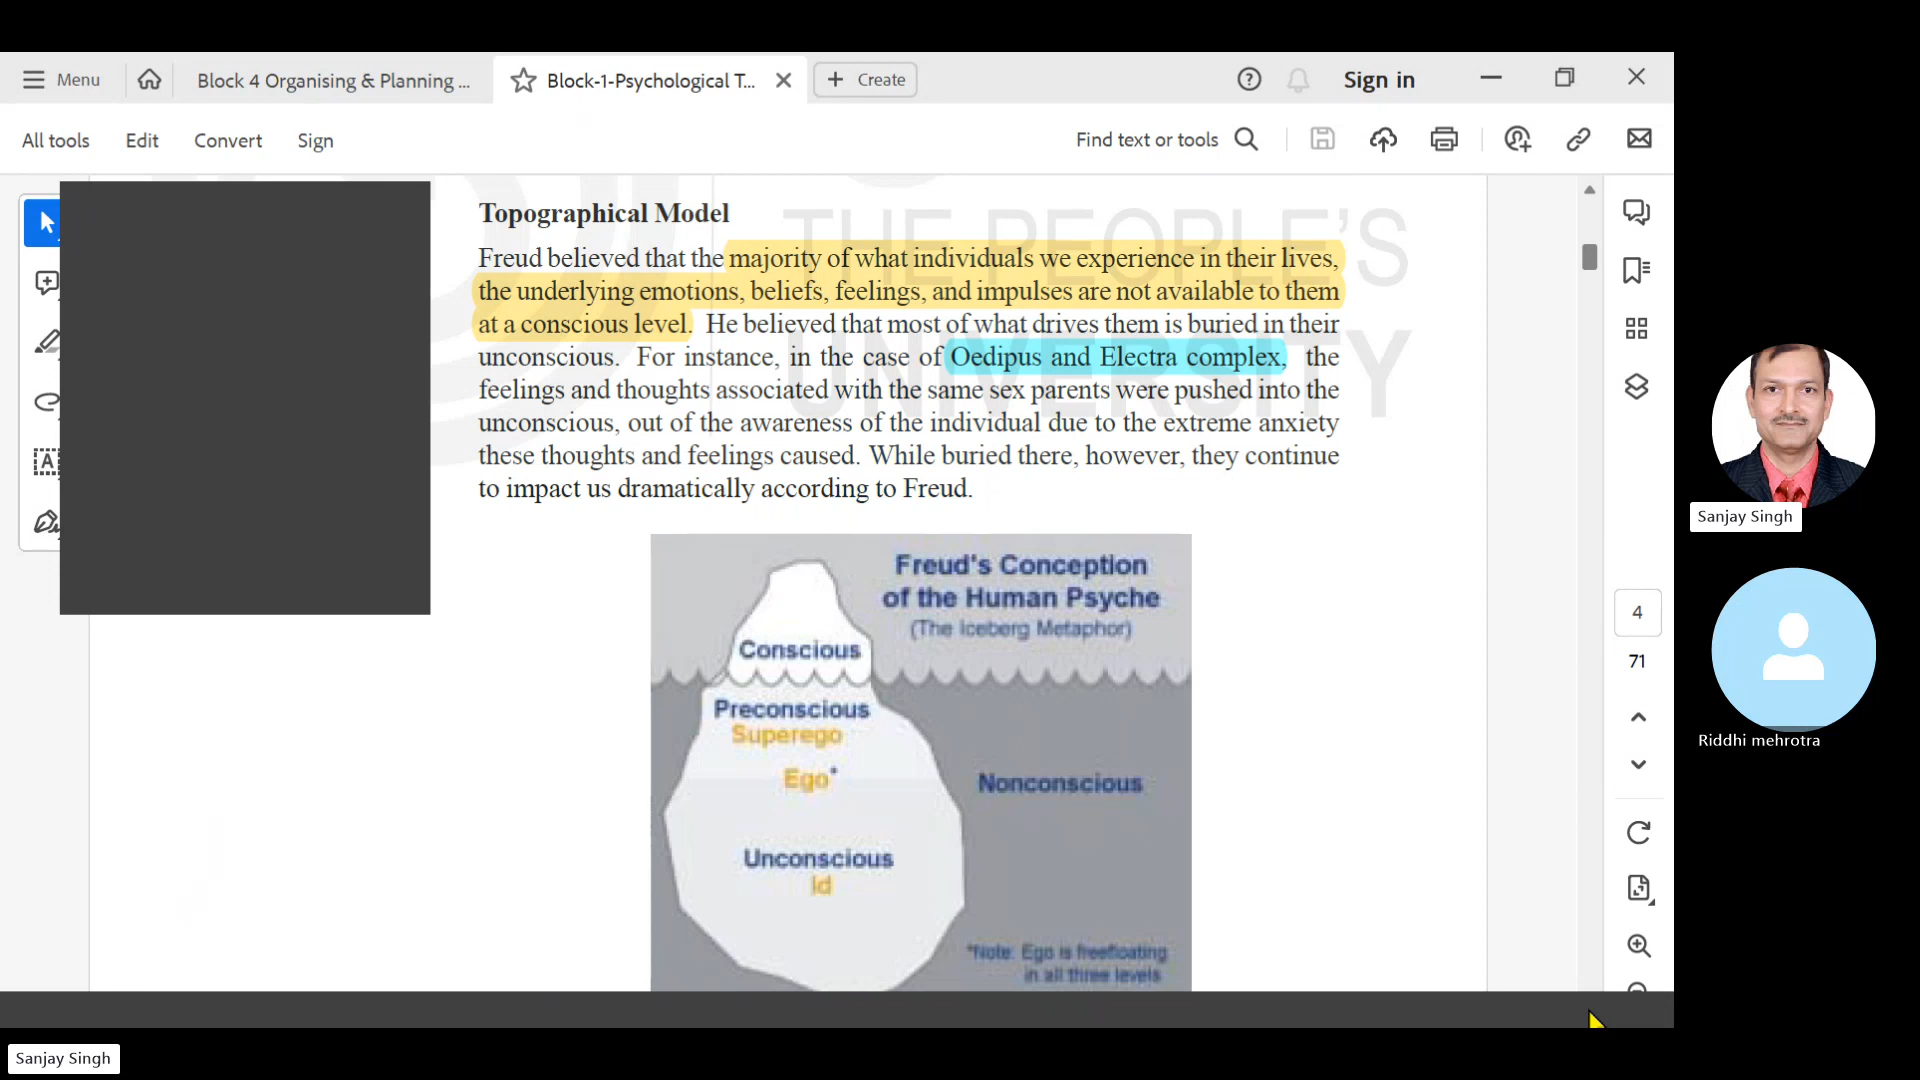 Menu
Block 4 Organising & Planning ...
Block-1-Psychological T...
Create
Sign in
All tools
Edit
Convert
Sign
Find text or tools
THE PEOPLE'S
UNIVERSITY
Topographical Model
Freud believed that the majority of what individuals we experience in their lives,
the underlying emotions, beliefs, feelings, and impulses are not available to them
at a conscious level. He believed that most of what drives them is buried in their
unconscious. For instance, in the case of Oedipus and Electra complex, the
feelings and thoughts associated with the same sex parents were pushed into the
unconscious, out of the awareness of the individual due to the extreme anxiety
these thoughts and feelings caused. While buried there, however, they continue
to impact us dramatically according to Freud.
Freud's Conception
of the Human Psyche
(The Iceberg Metaphor)
Conscious
Preconscious
Superego
Ego*
Nonconscious
Unconscious
Id
*Note: Ego is freefloating
in all three levels
4
71
Sanjay Singh
Riddhi mehrotra
Sanjay Singh